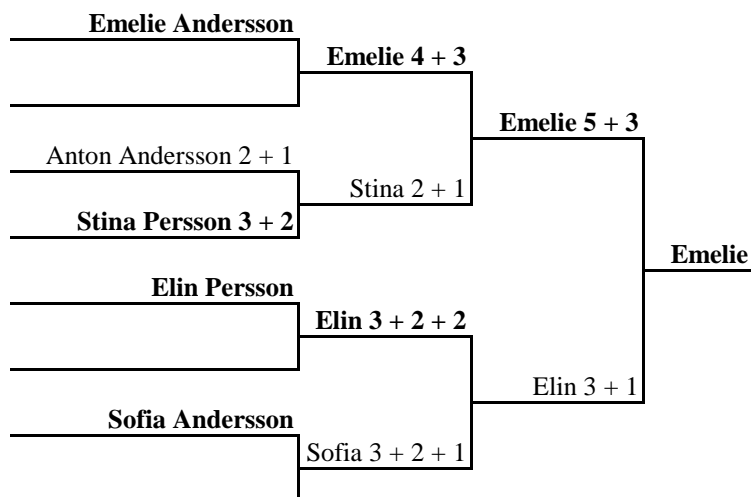 Emelie Andersson
Emelie 4 + 3
Emelie 5 + 3
Anton Andersson 2 + 1
Stina 2 + 1
Stina Persson 3 + 2
Emelie
Elin Persson
Elin 3 + 2 + 2
Elin 3 + 1
Sofia Andersson
Sofia 3 + 2 + 1